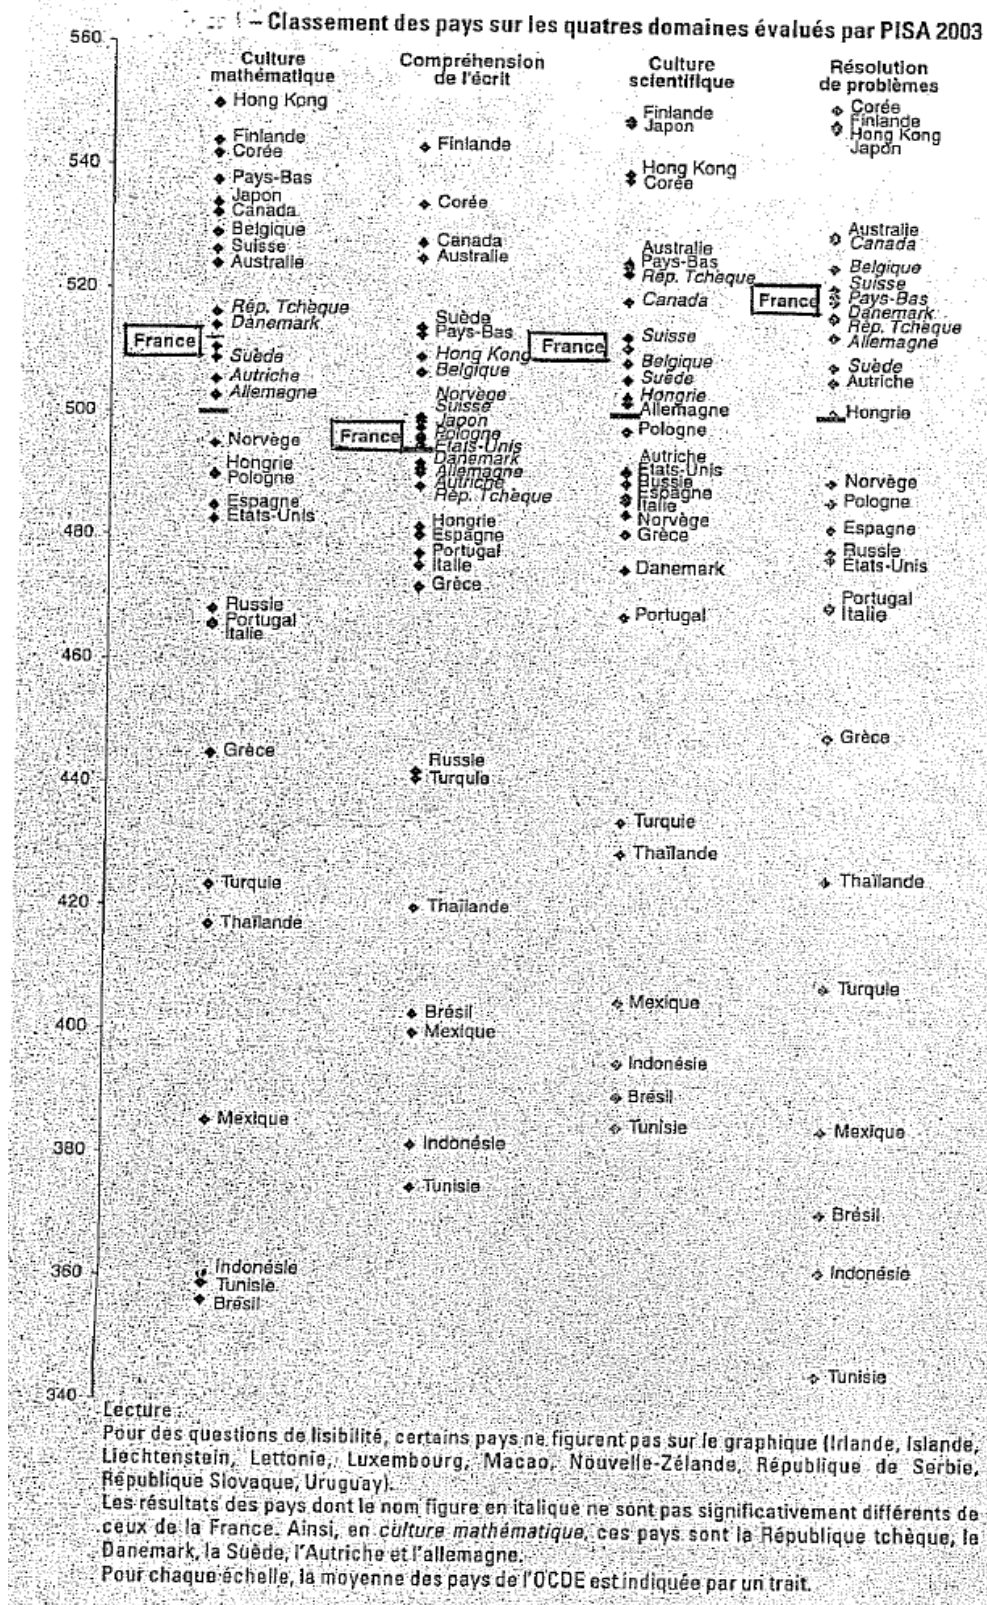 – Classement des pays sur les quatres domaines évalués par PISA 2003
560
540
520
500
480
460
440
420
400
380
360
340
Culture
mathématique
Hong Kong
Finlande
Corée
Pays-Bas
Japon
Canada
Belgique
Suisse
Australie
Rép. Tchèque
Danemark
France
Suède
Autriche
Allemagne
Norvège
Hongrie
Pologne
Espagne
Etats-Unis
Russie
Portugal
Italie
Grèce
Turquie
Thaïlande
Mexique
Indonésie
Tunisie
Brésil
Compréhension
de l'écrit
Finlande
Corée
Canada
Australie
Suède
Pays-Bas
Hong Kong
Belgique
Norvège
Suisse
Japon
France
Pologne
Etats-Unis
Danemark
Allemagne
Autriche
Rép. Tchèque
Hongrie
Espagne
Portugal
Italie
Grèce
Russie
Turquie
Thaïlande
Brésil
Mexique
Indonésie
Tunisie
Culture
scientifique
Finlande
Japon
Hong Kong
Corée
Australie
Pays-Bas
Rép. Tchèque
Canada
Suisse
France
Belgique
Suède
Hongrie
Allemagne
Pologne
Autriche
Etats-Unis
Russie
Espagne
Italie
Norvège
Grèce
Danemark
Portugal
Turquie
Thaïlande
Mexique
Indonésie
Brésil
Tunisie
Résolution
de problèmes
Corée
Finlande
Hong Kong
Japon
Australie
Canada
Belgique
Suisse
France
Pays-Bas
Danemark
Rép. Tchèque
Allemagne
Suède
Autriche
Hongrie
Norvège
Pologne
Espagne
Russie
Etats-Unis
Portugal
Italie
Grèce
Thaïlande
Turquie
Mexique
Brésil
Indonésie
Tunisie
Lecture :
Pour des questions de lisibilité, certains pays ne figurent pas sur le graphique (Irlande, Islande,
Liechtenstein, Lettonie, Luxembourg, Macao, Nouvelle-Zélande, République de Serbie,
République Slovaque, Uruguay).
Les résultats des pays dont le nom figure en italique ne sont pas significativement différents de
ceux de la France. Ainsi, en culture mathématique, ces pays sont la République tchèque, le
Danemark, la Suède, l'Autriche et l'allemagne.
Pour chaque échelle, la moyenne des pays de l'OCDE est indiquée par un trait.